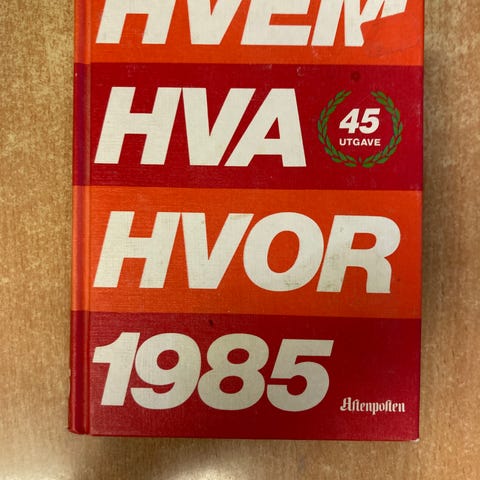 HVEM
HVA
45
UTGAVE
HVOR
1985
Aftenposten